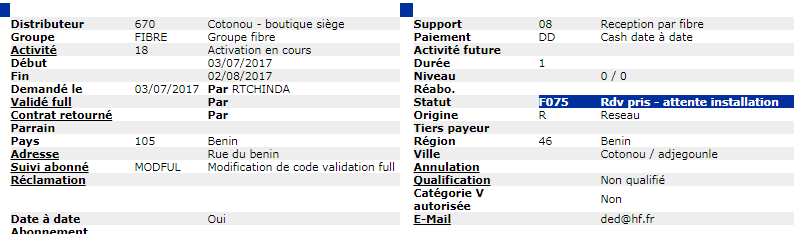 Distributeur 670 Cotonou - boutique siège
Groupe FIBRE Groupe fibre
Activité 18 Activation en cours
Début 03/07/2017
Fin 02/08/2017
Demandé le 03/07/2017 Par RTCHINDA
Validé full Par
Contrat retourné Par
Parrain
Pays 105 Benin
Adresse Rue du benin
Suivi abonné MODFUL Modification de code validation full
Réclamation
Date à date Oui
Abonnement
Support 08 Reception par fibre
Paiement DD Cash date à date
Activité future
Durée 1
Niveau 0 / 0
Réabo.
Statut F075 Rdv pris - attente installation
Origine R Reseau
Tiers payeur
Région 46 Benin
Ville Cotonou / adjegounle
Annulation
Qualification Non qualifié
Catégorie V
autorisée Non
E-Mail ded@hf.fr